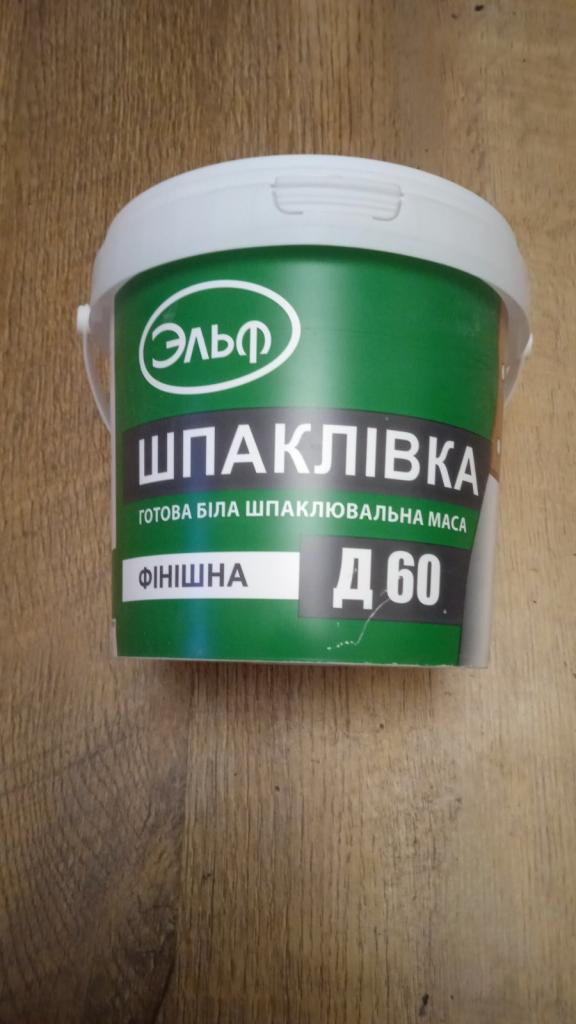 ЭЛЬФ
ШПАКЛІВКА
ГОТОВА БІЛА ШПАКЛЮВАЛЬНА МАСА
ФІНІШНА
Д 60